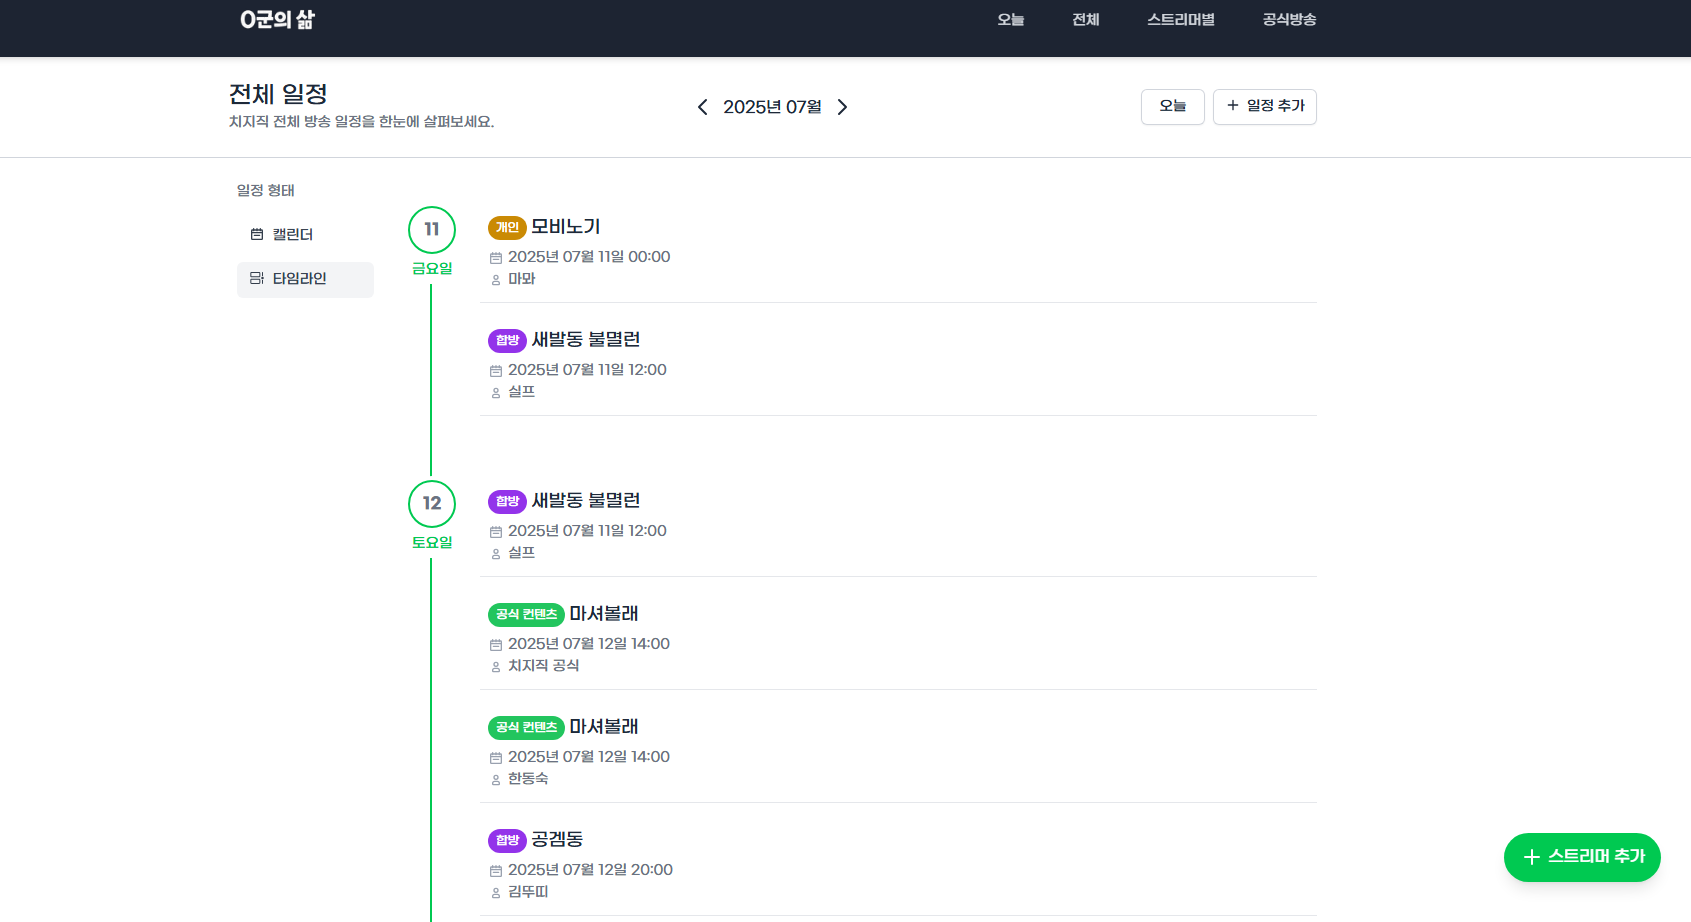 0군의 삶
오늘 전체 스트리머별 공식방송
전체 일정
치지직 전체 방송 일정을 한눈에 살펴보세요.
2025년 07월
오늘 + 일정 추가
일정 형태
캘린더
타임라인
11
금요일
개인 모비노기
2025년 07월 11일 00:00
마뫄
합방 새발동 불멸런
2025년 07월 11일 12:00
실프
12
토요일
합방 새발동 불멸런
2025년 07월 11일 12:00
실프
공식 컨텐츠 마셔볼래
2025년 07월 12일 14:00
치지직 공식
공식 컨텐츠 마셔볼래
2025년 07월 12일 14:00
한동숙
합방 공겜동
2025년 07월 12일 20:00
김뚜띠
+ 스트리머 추가